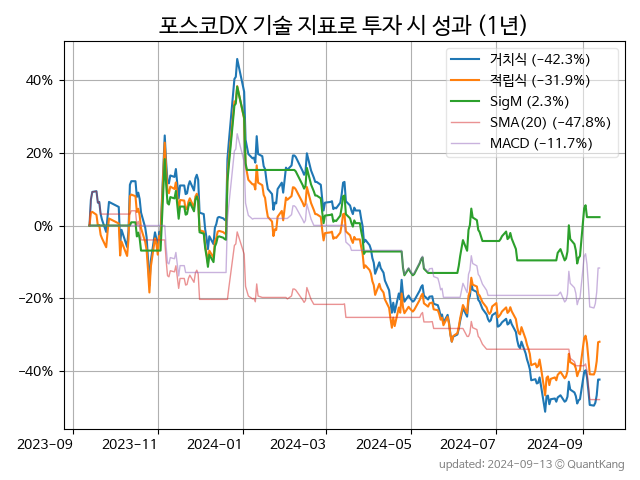 포스코DX 기술 지표로 투자 시 성과 (1년)
거치식 (−42.3%)
적립식 (−31.9%)
SigM (2.3%)
SMA(20) (−47.8%)
MACD (−11.7%)
40%
20%
0%
−20%
−40%
2023-09 2023-11 2024-01 2024-03 2024-05 2024-07 2024-09
updated: 2024-09-13 © QuantKang